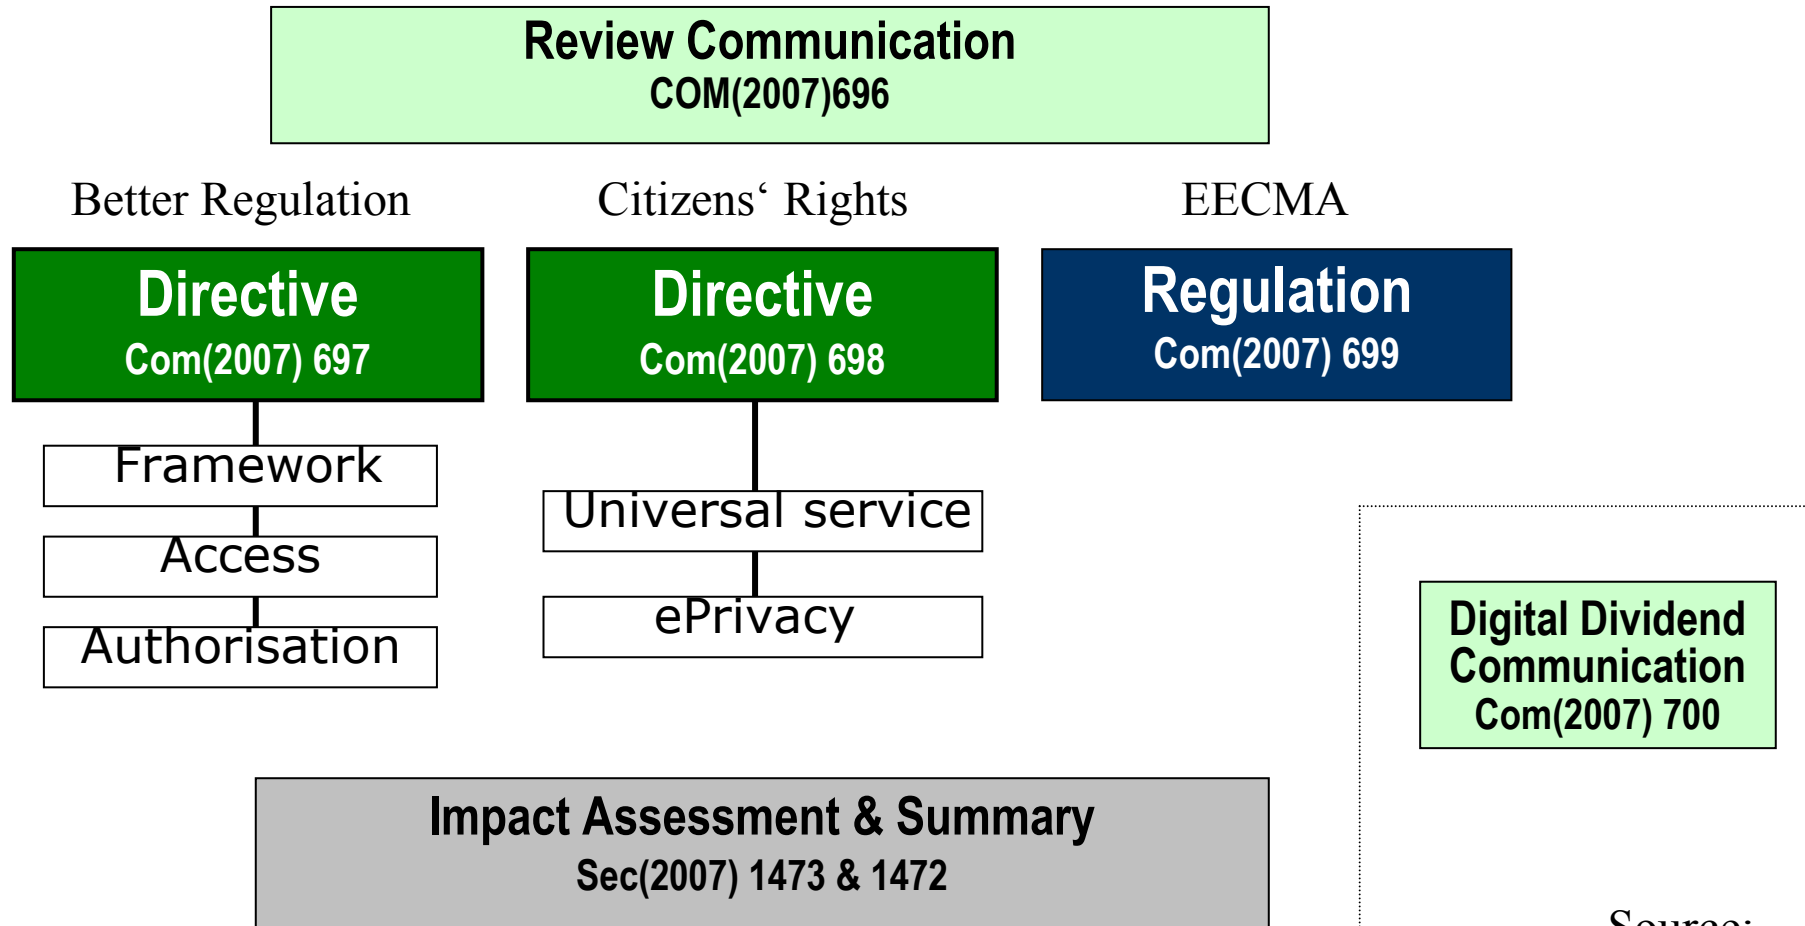 Review Communication
COM(2007)696
Better Regulation
Citizens‘ Rights
EECMA
Directive
Com(2007) 697
Directive
Com(2007) 698
Regulation
Com(2007) 699
Framework
Access
Authorisation
Universal service
ePrivacy
Digital Dividend
Communication
Com(2007) 700
Impact Assessment & Summary
Sec(2007) 1473 & 1472
Source: